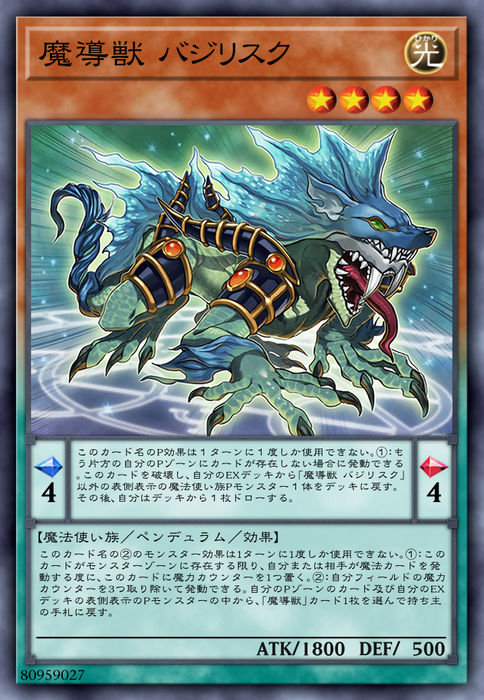 魔導獣 バジリスク
ひかり
光
このカード名のP効果は1ターンに1度しか使用できない。①:も
う片方の自分のPゾーンにカードが存在しない場合に発動できる
。このカードを破壊し、自分のEXデッキから「魔導獣 バジリスク」
以外の表側表示の魔法使い族Pモンスター1体をデッキに戻す。
その後、自分はデッキから1枚ドローする。
4
4
【魔法使い族/ペンデュラム/効果】
このカード名の②のモンスター効果は1ターンに1度しか使用できない。①:この
カードがモンスターゾーンに存在する限り、自分または相手が魔法カードを発
動する度に、このカードに魔力カウンターを1つ置く。②:自分フィールドの魔力
カウンターを3つ取り除いて発動できる。自分のPゾーンのカード及び自分のEX
デッキの表側表示のPモンスターの中から、「魔導獣」カード1枚を選んで持ち主
の手札に戻す。
ATK/1800 DEF/ 500
80959027